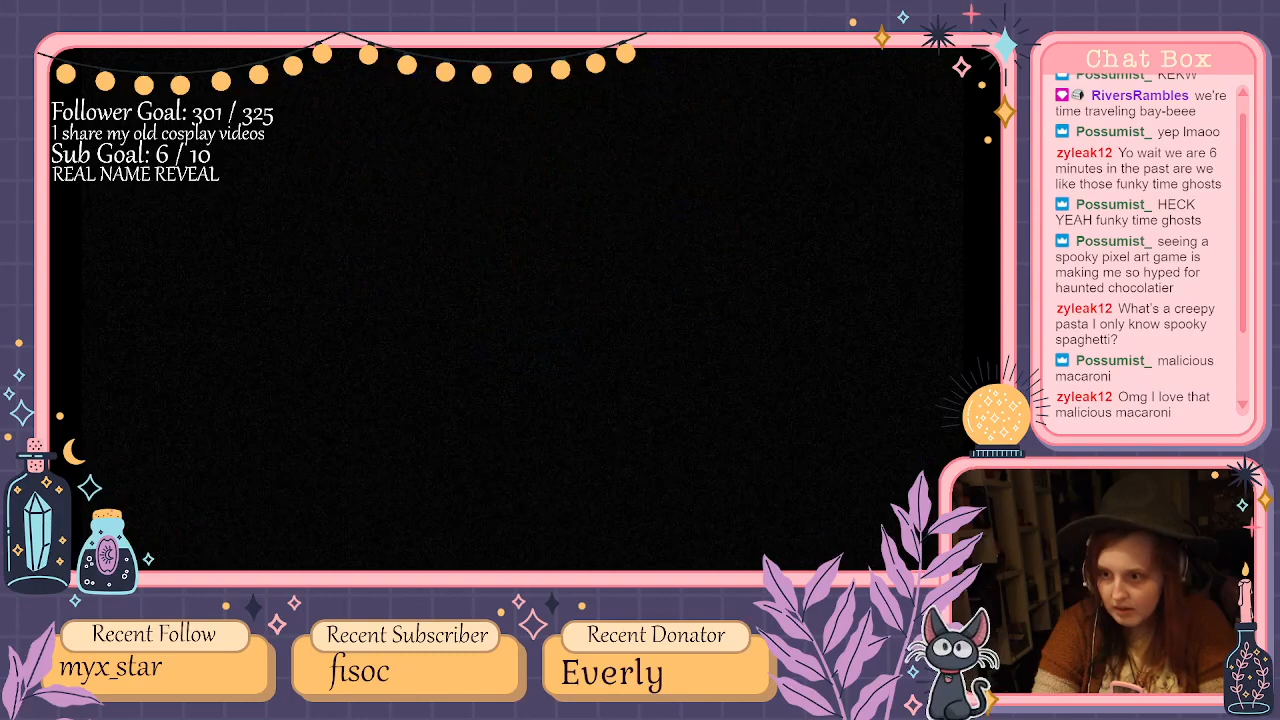 Follower Goal: 301 / 325
I share my old cosplay videos
Sub Goal: 6 / 10
REAL NAME REVEAL
Chat Box
Possumist_ KEKW
RiversRambles we're
time traveling bay-beee
Possumist_ yep lmaoo
zyleak12 Yo wait we are 6
minutes in the past are we
like those funky time ghosts
Possumist_ HECK
YEAH funky time ghosts
Possumist_ seeing a
spooky pixel art game is
making me so hyped for
haunted chocolatier
zyleak12 What's a creepy
pasta I only know spooky
spaghetti?
Possumist_ malicious
macaroni
zyleak12 Omg I love that
malicious macaroni
Recent Follow
myx_star
Recent Subscriber
fisoc
Recent Donator
Everly